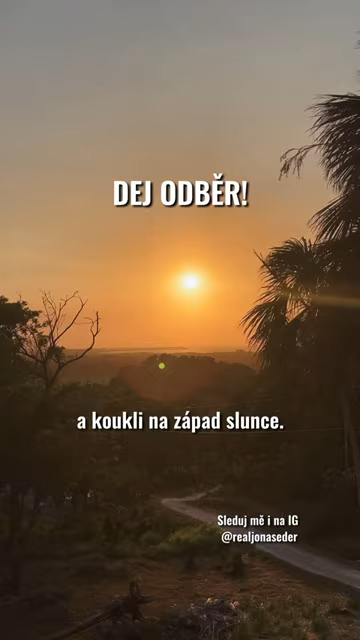 DEJ ODBĚR!
a koukli na západ slunce.
Sleduj mě i na IG
@realjonaseder